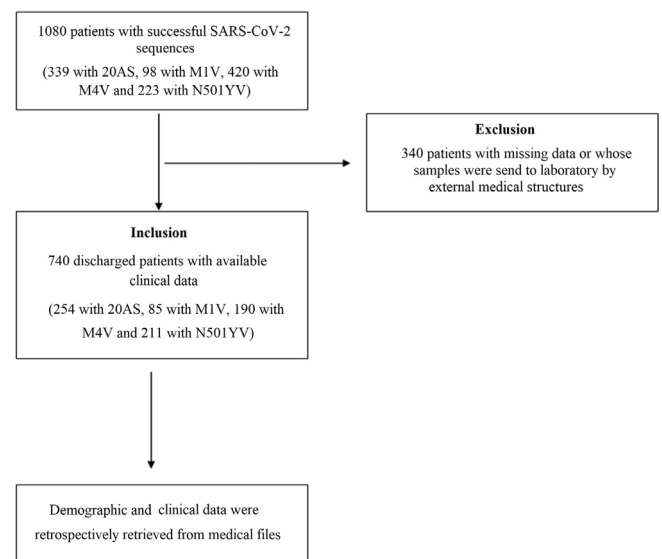 1080 patients with successful SARS-CoV-2
sequences
(339 with 20AS, 98 with M1V, 420 with
M4V and 223 with N501YV)
Exclusion
340 patients with missing data or whose
samples were send to laboratory by
external medical structures
Inclusion
740 discharged patients with available
clinical data
(254 with 20AS, 85 with M1V, 190 with
M4V and 211 with N501YV)
Demographic and clinical data were
retrospectively retrieved from medical files